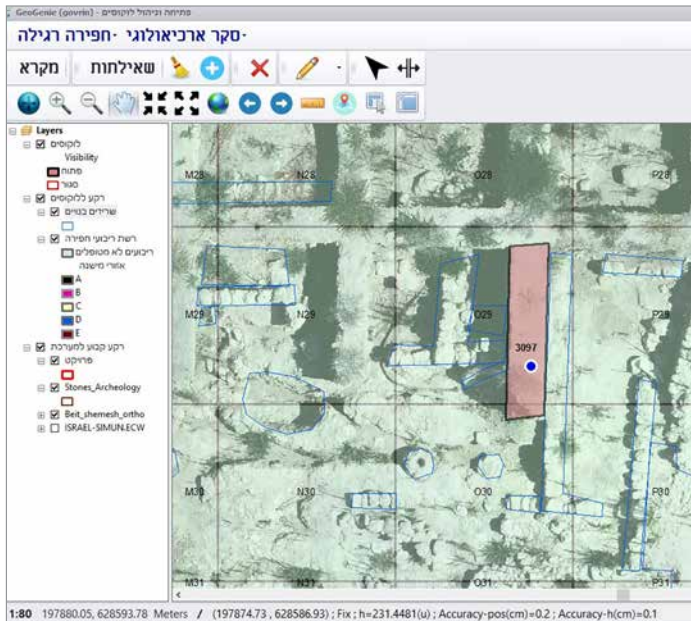 GeoGenie (govrin) - פתיחה וניהול לוקוסים
סקר ארכיאולוגי · חפירה רגילה·
מקרא שאילתות
Layers
לוקוסים
Visibility
פתוח
סגור
רקע ללוקוסים
שרידים בנויים
רשת ריבועי חפירה
ריבועים לא מטופלים
אזורי מישנה
A
B
C
D
E
רקע קבוע למערכת
פרויקט
Stones_Archeology
Beit_shemesh_ortho
ISRAEL-SIMUN.ECW
M28 N28 O28 P28
M29 N29 O29 P29
3097
M30 N30 O30 P30
M31 N31 O31 P31
1:80 197880.05, 628593.78 Meters / (197874.73 , 628586.93) ; Fix ; h=231.4481(u) ; Accuracy-pos(cm)=0.2 ; Accuracy-h(cm)=0.1